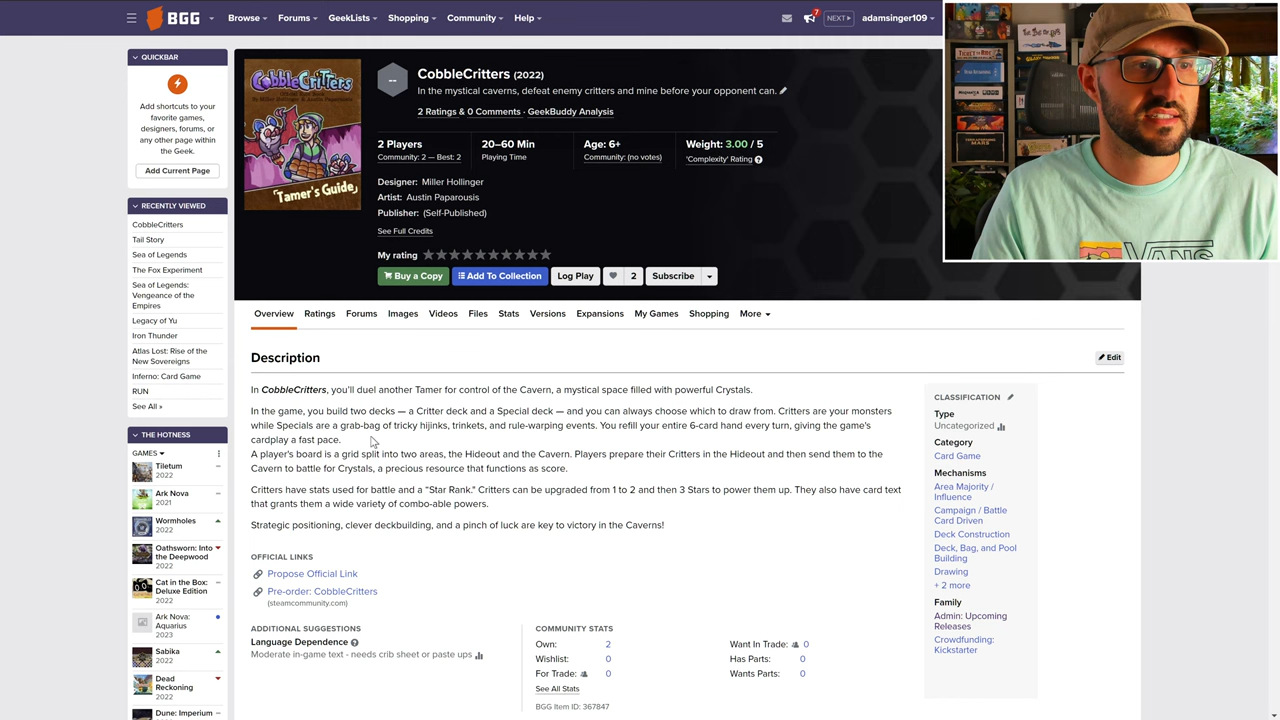 BGG
Browse
Forums
GeekLists
Shopping
Community
Help
7
NEXT
adamsinger109
QUICKBAR
Add shortcuts to your
favorite games,
designers, forums, or
any other page within
the Geek.
Add Current Page
RECENTLY VIEWED
CobbleCritters
Tail Story
Sea of Legends
The Fox Experiment
Sea of Legends:
Vengeance of the
Empires
Legacy of Yu
Iron Thunder
Atlas Lost: Rise of the
New Sovereigns
Inferno: Card Game
RUN
See All »
THE HOTNESS
GAMES
Tiletum
2022
Ark Nova
2021
Wormholes
2022
Oathsworn: Into
the Deepwood
2022
Cat in the Box:
Deluxe Edition
2022
Ark Nova:
Aquarius
2023
Sabika
2022
Dead
Reckoning
2022
Dune: Imperium
CobbleCritters
Tamer's Guide
--
CobbleCritters (2022)
In the mystical caverns, defeat enemy critters and mine before your opponent can.
2 Ratings & 0 Comments · GeekBuddy Analysis
2 Players
Community: 2 — Best: 2
20–60 Min
Playing Time
Age: 6+
Community: (no votes)
Weight: 3.00 / 5
'Complexity' Rating
Designer: Miller Hollinger
Artist: Austin Paparousis
Publisher: (Self-Published)
See Full Credits
My rating
Buy a Copy
Add To Collection
Log Play
2
Subscribe
Overview
Ratings
Forums
Images
Videos
Files
Stats
Versions
Expansions
My Games
Shopping
More
Description
Edit
In CobbleCritters, you'll duel another Tamer for control of the Cavern, a mystical space filled with powerful Crystals.
In the game, you build two decks — a Critter deck and a Special deck — and you can always choose which to draw from. Critters are your monsters
while Specials are a grab-bag of tricky hijinks, trinkets, and rule-warping events. You refill your entire 6-card hand every turn, giving the game's
cardplay a fast pace.
A player's board is a grid split into two areas, the Hideout and the Cavern. Players prepare their Critters in the Hideout and then send them to the
Cavern to battle for Crystals, a precious resource that functions as score.
Critters have stats used for battle and a “Star Rank." Critters can be upgraded from 1 to 2 and then 3 Stars to power them up. They also have card text
that grants them a wide variety of combo-able powers.
Strategic positioning, clever deckbuilding, and a pinch of luck are key to victory in the Caverns!
OFFICIAL LINKS
Propose Official Link
Pre-order: CobbleCritters
(steamcommunity.com)
ADDITIONAL SUGGESTIONS
Language Dependence
Moderate in-game text - needs crib sheet or paste ups
COMMUNITY STATS
Own: 2
Wishlist: 0
For Trade: 0
See All Stats
Want In Trade: 0
Has Parts: 0
Wants Parts: 0
BGG Item ID: 367847
CLASSIFICATION
Type
Uncategorized
Category
Card Game
Mechanisms
Area Majority /
Influence
Campaign / Battle
Card Driven
Deck Construction
Deck, Bag, and Pool
Building
Drawing
+ 2 more
Family
Admin: Upcoming
Releases
Crowdfunding:
Kickstarter
VANS